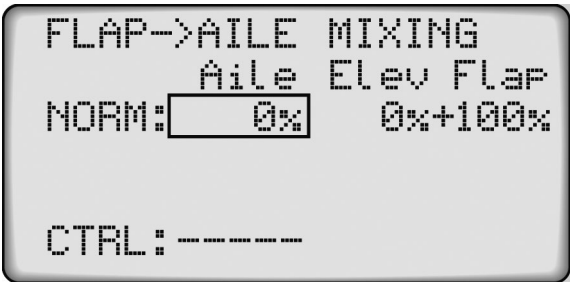 FLAP->AILE MIXING
Aile Elev Flap
NORM: 0% 0%+100%
CTRL:-----